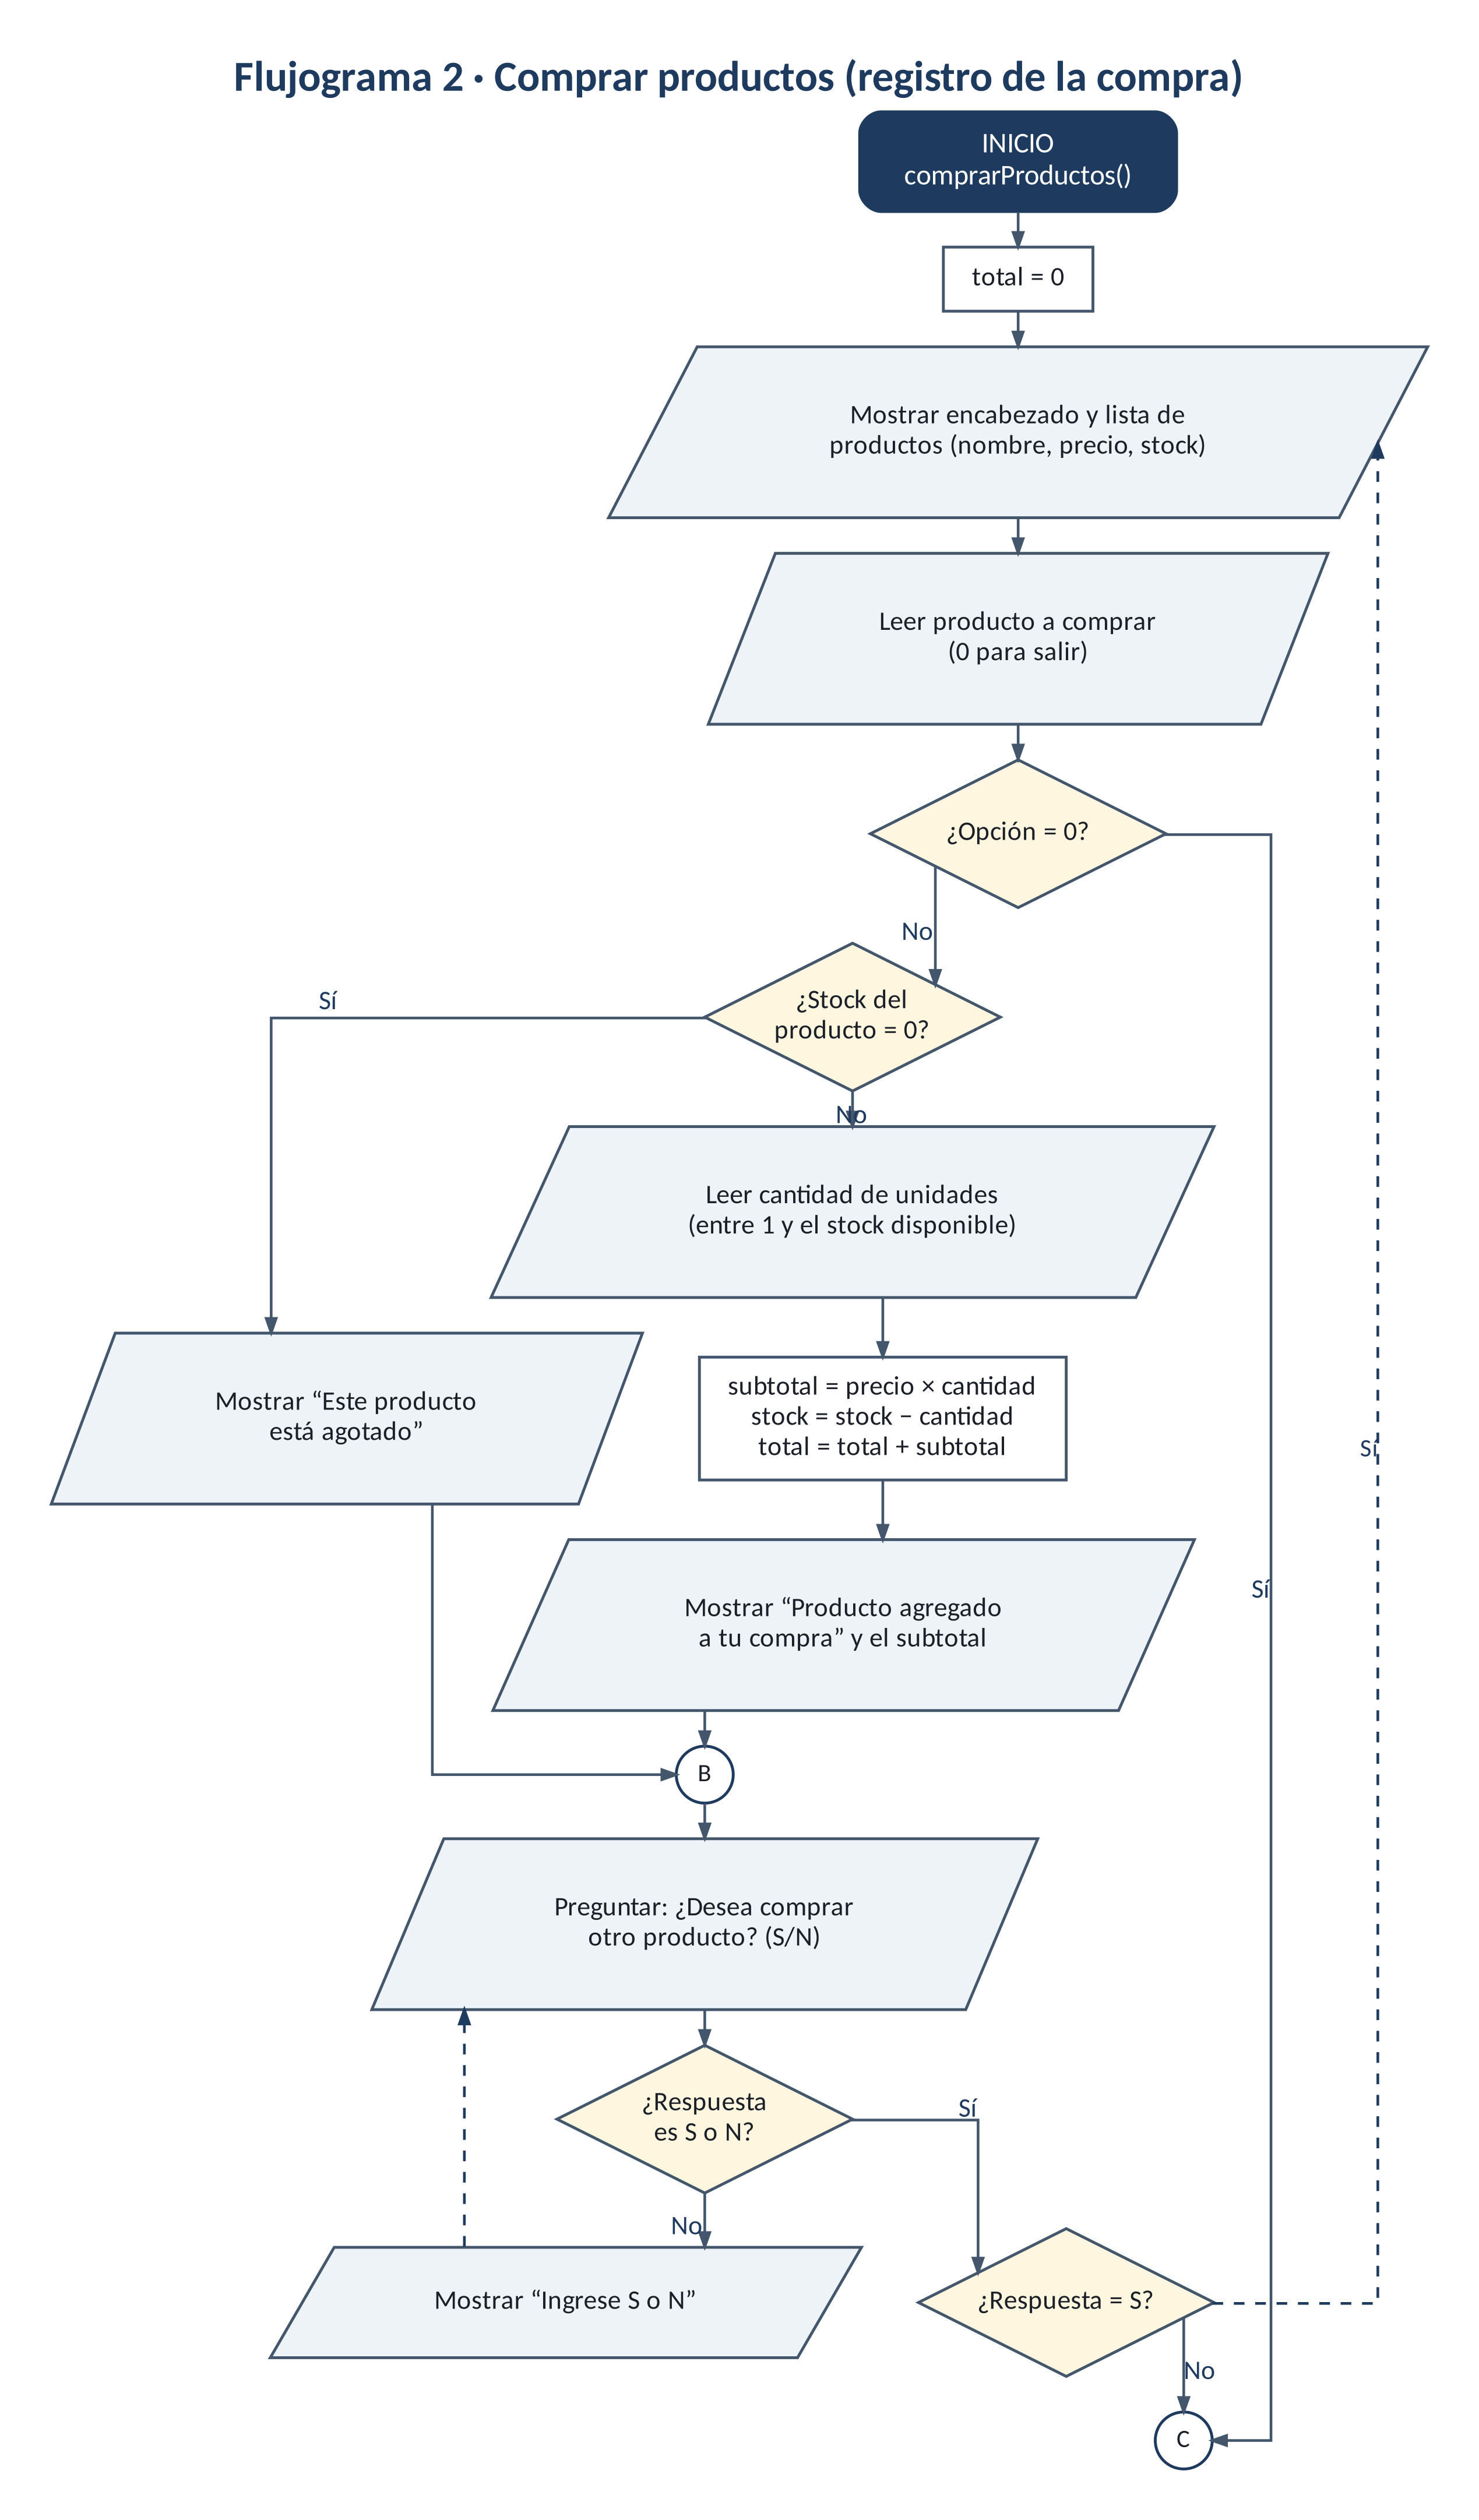 Flujograma 2 · Comprar productos (registro de la compra)
INICIO
comprarProductos()
total = 0
Mostrar encabezado y lista de
productos (nombre, precio, stock)
Leer producto a comprar
(0 para salir)
¿Opción = 0?
No
¿Stock del
producto = 0?
Sí
No
Leer cantidad de unidades
(entre 1 y el stock disponible)
Mostrar “Este producto
está agotado”
subtotal = precio × cantidad
stock = stock − cantidad
total = total + subtotal
Sí
Sí
Mostrar “Producto agregado
a tu compra” y el subtotal
B
Preguntar: ¿Desea comprar
otro producto? (S/N)
¿Respuesta
es S o N?
Sí
No
Mostrar “Ingrese S o N”
¿Respuesta = S?
No
C